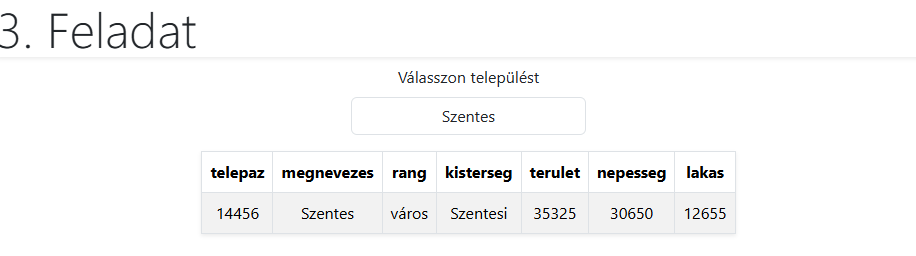 3. Feladat
Válasszon települést
Szentes
telepaz megnevezes rang kisterseg terulet nepesseg lakas
14456 Szentes város Szentesi 35325 30650 12655